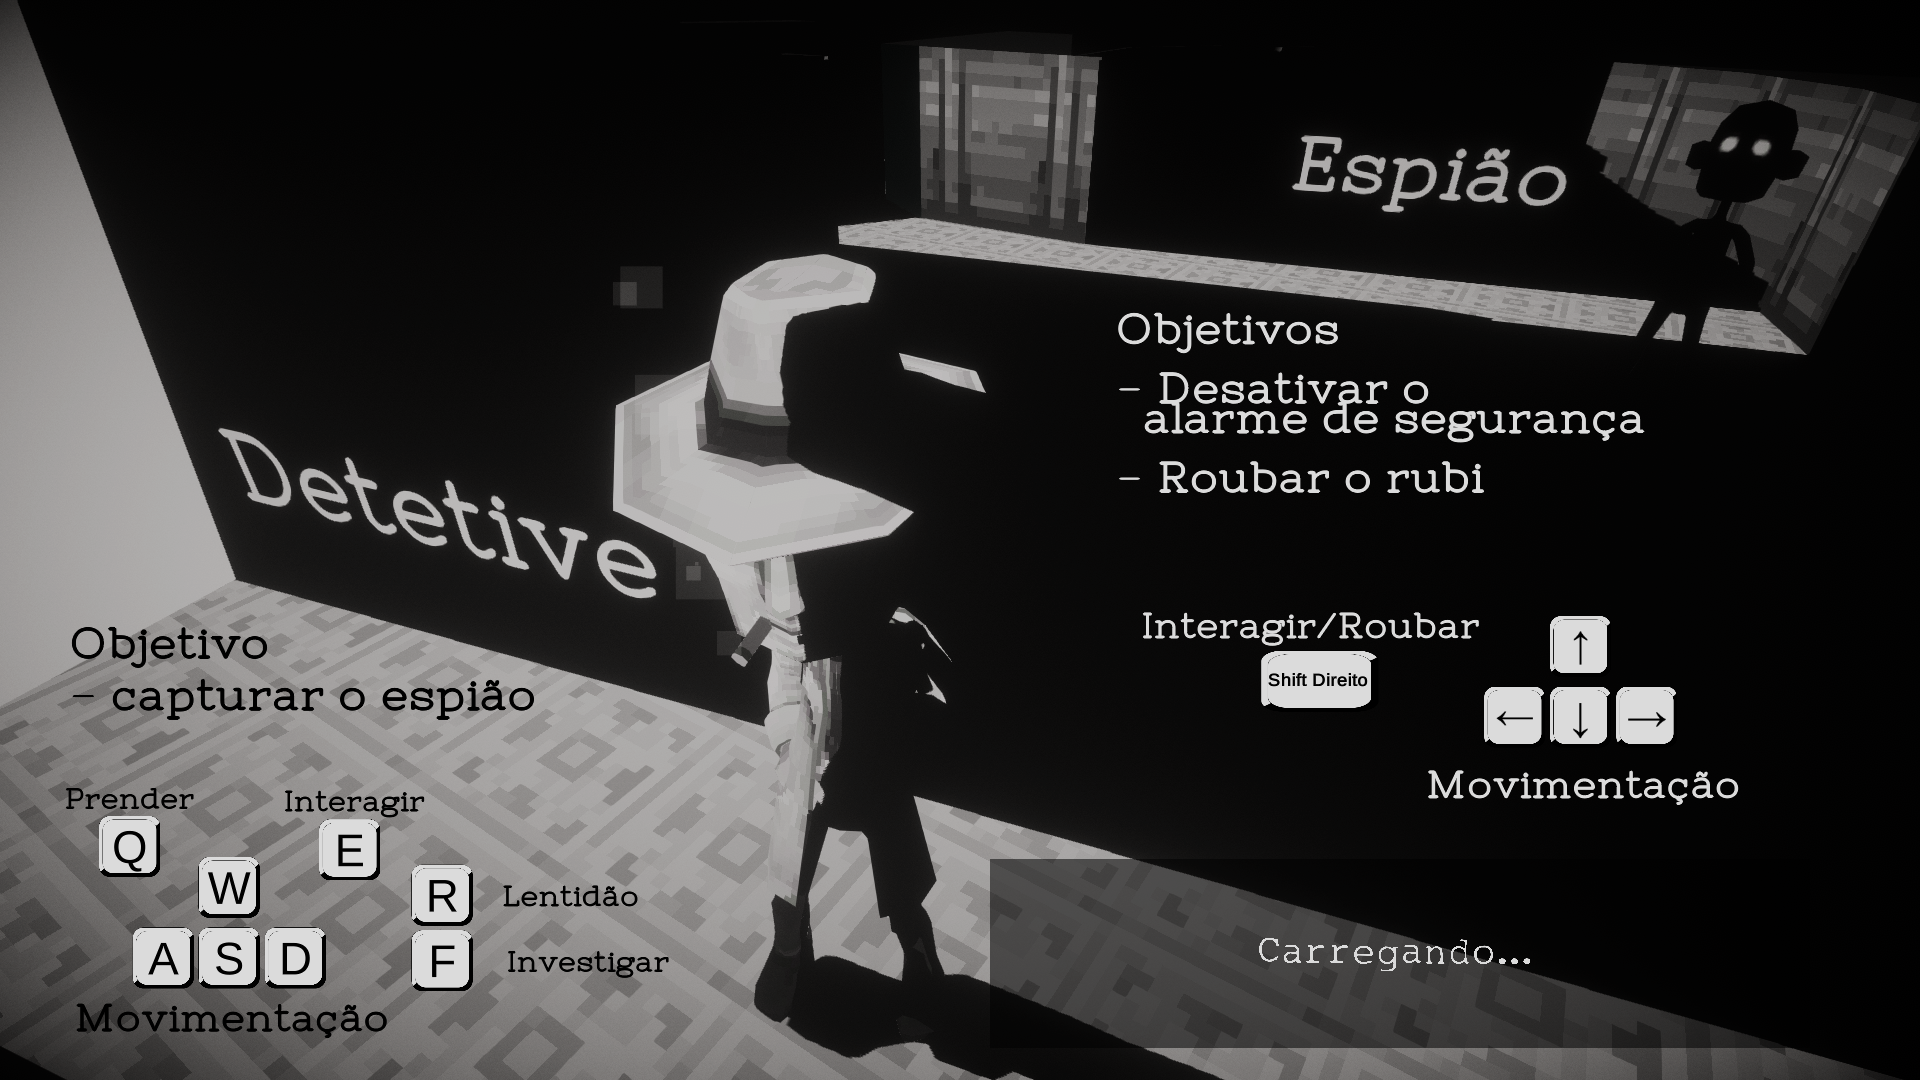 Espião
Objetivos
- Desativar o
alarme de segurança
- Roubar o rubi
Interagir/Roubar
Shift Direito
↑
← ↓ →
Movimentação
Detetive
Objetivo
- capturar o espião
Prender
Interagir
Q
E
W
R Lentidão
A S D
F Investigar
Movimentação
Carregando...